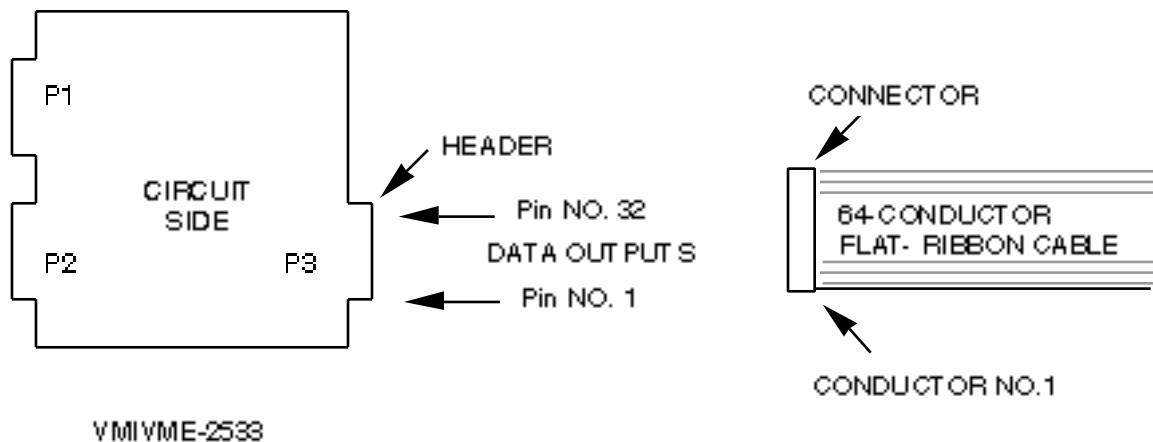 P1
CIRCUIT
SIDE
P2
P3
HEADER
Pin NO. 32
DATA OUTPUTS
Pin NO. 1
VMIVME-2533
CONNECTOR
64-CONDUCTOR
FLAT- RIBBON CABLE
CONDUCTOR NO.1